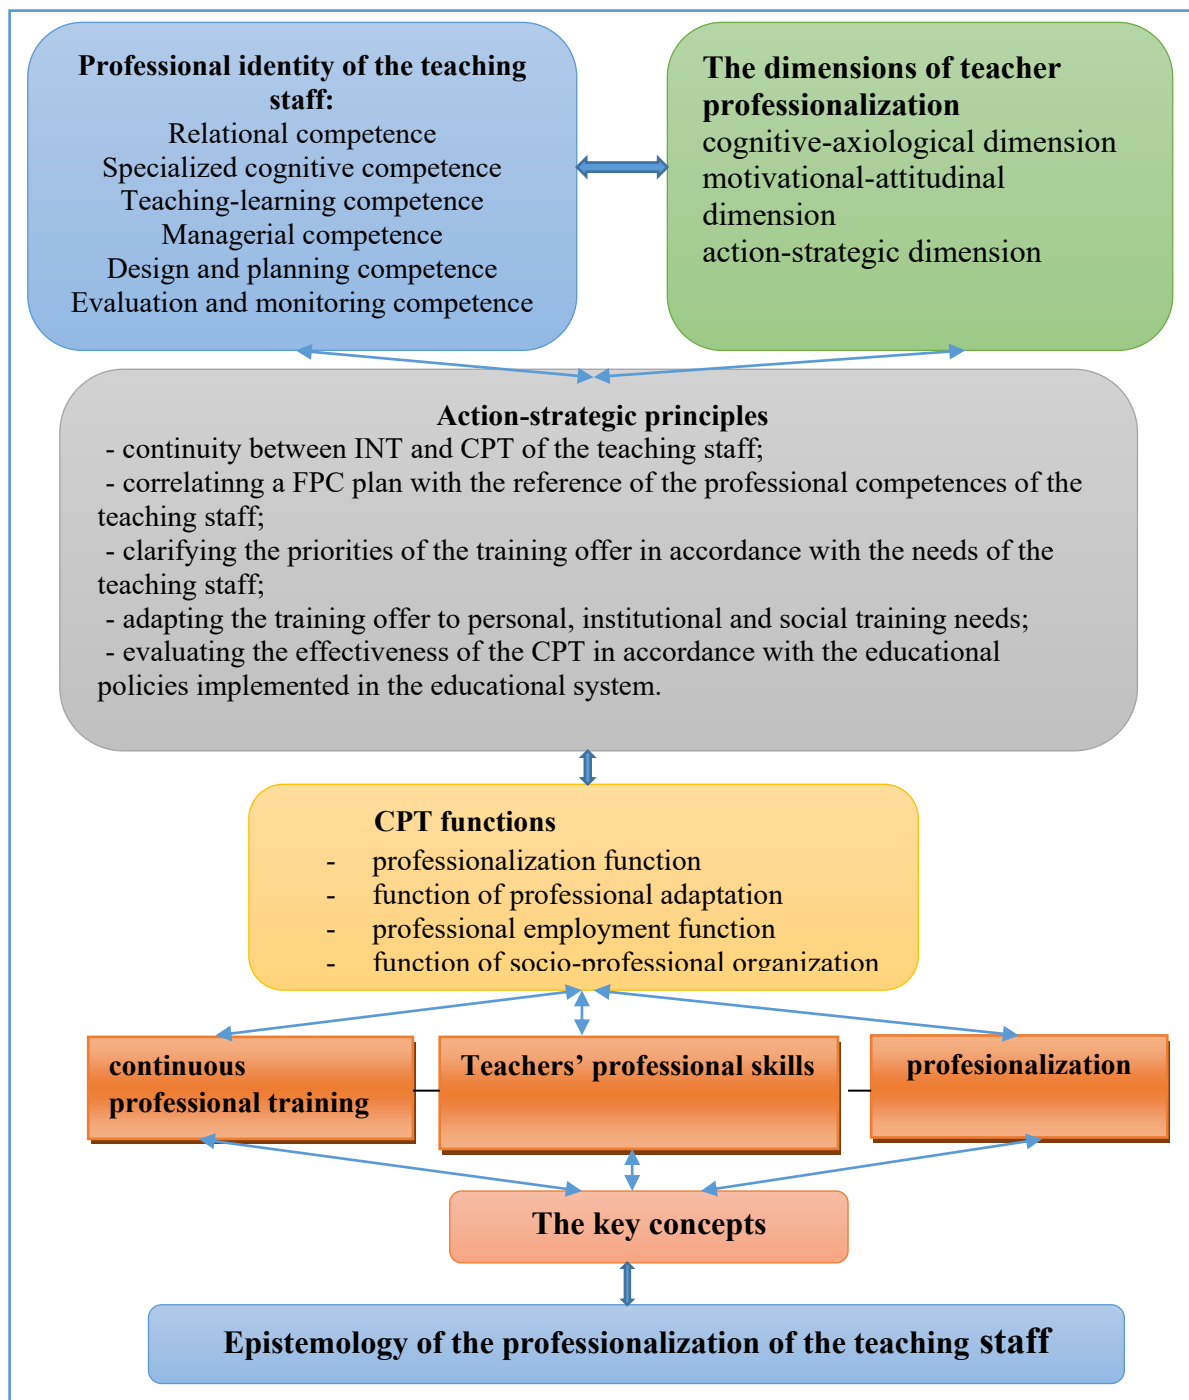 Professional identity of the teaching
staff:
Relational competence
Specialized cognitive competence
Teaching-learning competence
Managerial competence
Design and planning competence
Evaluation and monitoring competence
The dimensions of teacher
professionalization
cognitive-axiological dimension
motivational-attitudinal
dimension
action-strategic dimension
Action-strategic principles
- continuity between INT and CPT of the teaching staff;
- correlatinng a FPC plan with the reference of the professional competences of the
teaching staff;
- clarifying the priorities of the training offer in accordance with the needs of the
teaching staff;
- adapting the training offer to personal, institutional and social training needs;
- evaluating the effectiveness of the CPT in accordance with the educational
policies implemented in the educational system.
CPT functions
- professionalization function
- function of professional adaptation
- professional employment function
- function of socio-professional organization
continuous
professional training
Teachers’ professional skills
profesionalization
The key concepts
Epistemology of the professionalization of the teaching staff